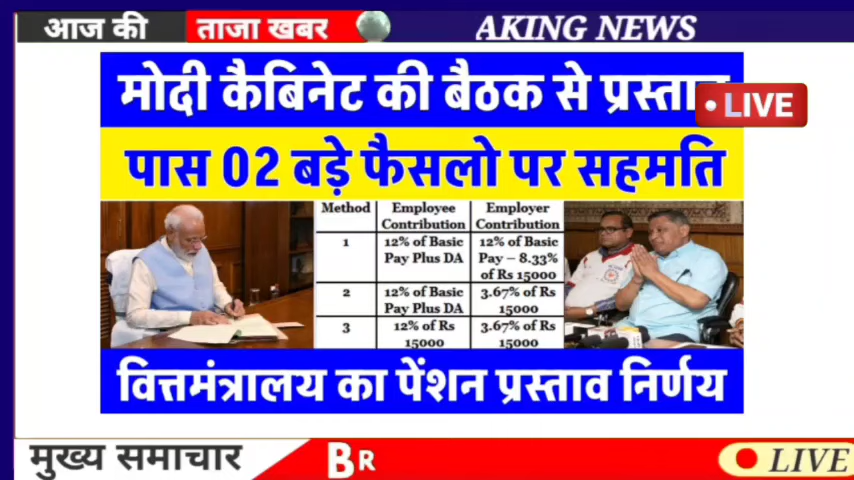 आज की ताजा खबर AKING NEWS
मोदी कैबिनेट की बैठक से
LIVE
पास 02 बड़े फैसलो पर सहमति
Method Employee Contribution Employer Contribution
1 12% of Basic Pay Plus DA 12% of Basic Pay – 8.33% of Rs 15000
2 12% of Basic Pay Plus DA 3.67% of Rs 15000
3 12% of Rs 15000 3.67% of Rs 15000
वित्तमंत्रालय का पेंशन प्रस्ताव निर्णय
मुख्य समाचार BR LIVE